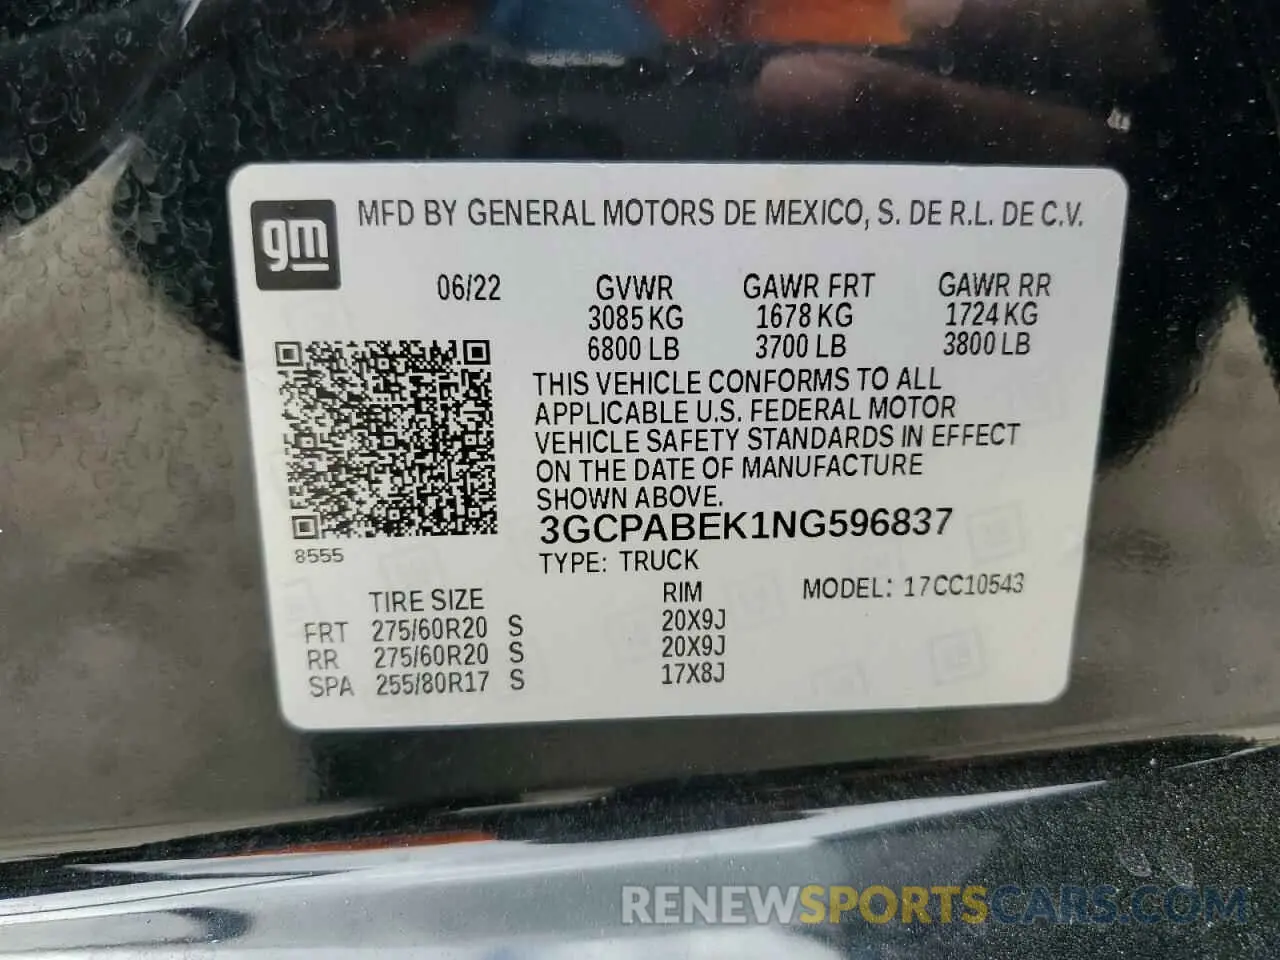 gm
MFD BY GENERAL MOTORS DE MEXICO, S. DE R.L. DE C.V.
06/22 GVWR GAWR FRT GAWR RR
3085 KG 1678 KG 1724 KG
6800 LB 3700 LB 3800 LB
THIS VEHICLE CONFORMS TO ALL
APPLICABLE U.S. FEDERAL MOTOR
VEHICLE SAFETY STANDARDS IN EFFECT
ON THE DATE OF MANUFACTURE
SHOWN ABOVE.
3GCPABEK1NG596837
8555
TYPE: TRUCK
TIRE SIZE RIM MODEL: 17CC10543
FRT 275/60R20 S 20X9J
RR 275/60R20 S 20X9J
SPA 255/80R17 S 17X8J
RENEWSPORTSCARS.COM